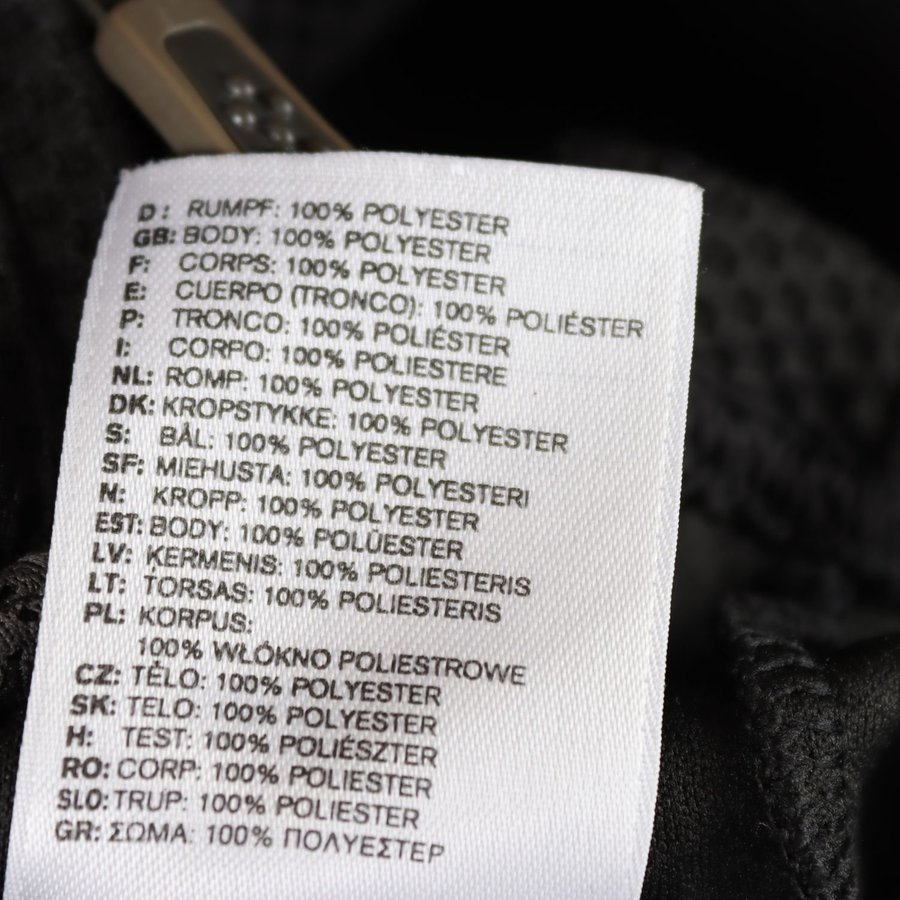 D: RUMPF: 100% POLYESTER
GB: BODY: 100% POLYESTER
F: CORPS: 100% POLYESTER
E: CUERPO (TRONCO): 100% POLIÉSTER
P: TRONCO: 100% POLIÉSTER
I: CORPO: 100% POLIESTERE
NL: ROMP: 100% POLYESTER
DK: KROPSTYKKE: 100% POLYESTER
S: BÅL: 100% POLYESTER
SF: MIEHUSTA: 100% POLYESTERI
N: KROPP: 100% POLYESTER
EST: BODY: 100% POLÜESTER
LV: ĶERMENIS: 100% POLIESTERIS
LT: TORSAS: 100% POLIESTERIS
PL: KORPUS:
100% WŁÓKNO POLIESTROWE
CZ: TĚLO: 100% POLYESTER
SK: TELO: 100% POLYESTER
H: TEST: 100% POLIÉSZTER
RO: CORP: 100% POLIESTER
SLO: TRUP: 100% POLIESTER
GR: ΣΩΜΑ: 100% ΠΟΛΥΕΣΤΕΡ